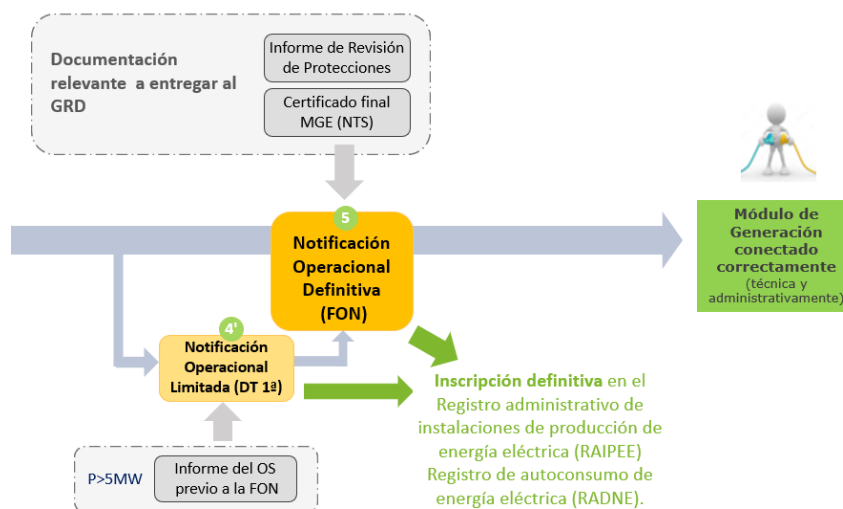 Documentación
relevante a entregar al
GRD
Informe de Revisión
de Protecciones
Certificado final
MGE (NTS)
5
Notificación
Operacional
Definitiva
(FON)
Módulo de
Generación
conectado
correctamente
(técnica y
administrativamente)
4'
Notificación
Operacional
Limitada (DT 1ª)
Inscripción definitiva en el
Registro administrativo de
instalaciones de producción de
energía eléctrica (RAIPEE)
Registro de autoconsumo de
energía eléctrica (RADNE).
P>5MW
Informe del OS
previo a la FON